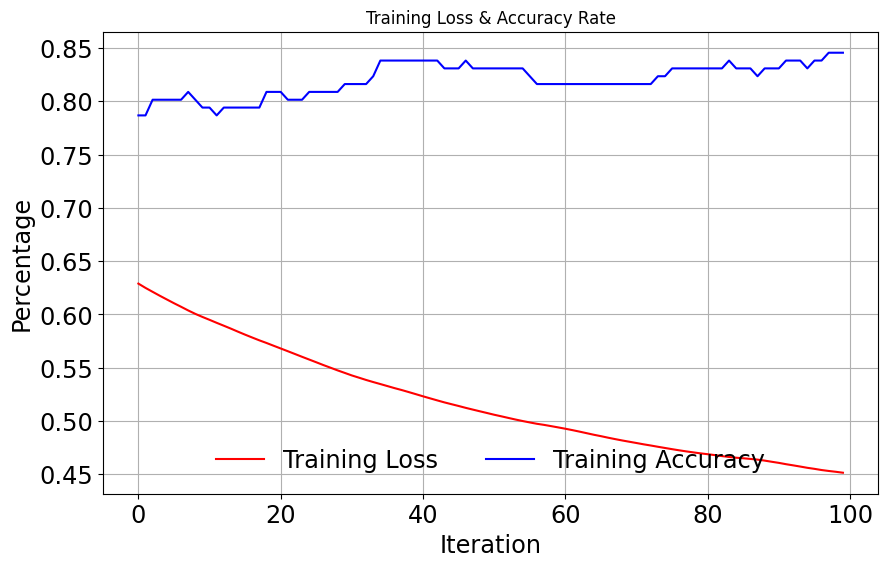 Training Loss & Accuracy Rate
0.85
0.80
0.75
0.70
0.65
0.60
0.55
0.50
0.45
Percentage
Training Loss Training Accuracy
0 20 40 60 80 100
Iteration